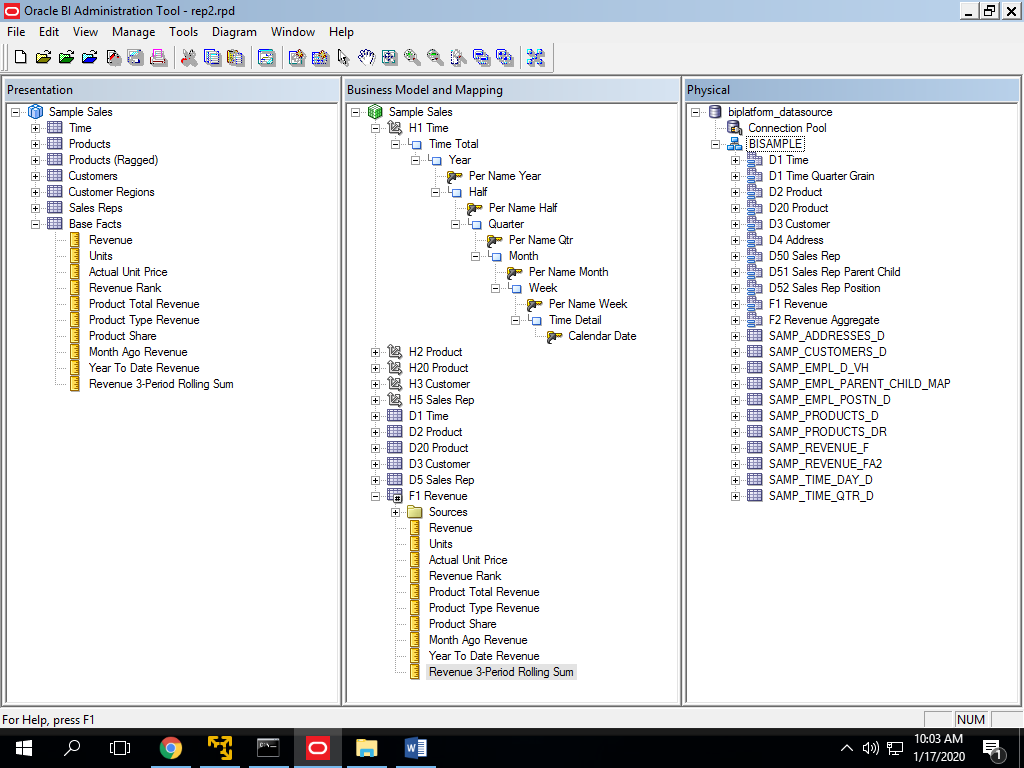 Oracle BI Administration Tool - rep2.rpd
File Edit View Manage Tools Diagram Window Help
Presentation
Sample Sales
Time
Products
Products (Ragged)
Customers
Customer Regions
Sales Reps
Base Facts
Revenue
Units
Actual Unit Price
Revenue Rank
Product Total Revenue
Product Type Revenue
Product Share
Month Ago Revenue
Year To Date Revenue
Revenue 3-Period Rolling Sum
Business Model and Mapping
Sample Sales
H1 Time
Time Total
Year
Per Name Year
Half
Per Name Half
Quarter
Per Name Qtr
Month
Per Name Month
Week
Per Name Week
Time Detail
Calendar Date
H2 Product
H20 Product
H3 Customer
H5 Sales Rep
D1 Time
D2 Product
D20 Product
D3 Customer
D5 Sales Rep
F1 Revenue
Sources
Revenue
Units
Actual Unit Price
Revenue Rank
Product Total Revenue
Product Type Revenue
Product Share
Month Ago Revenue
Year To Date Revenue
Revenue 3-Period Rolling Sum
Physical
biplatform_datasource
Connection Pool
BISAMPLE
D1 Time
D1 Time Quarter Grain
D2 Product
D20 Product
D3 Customer
D4 Address
D50 Sales Rep
D51 Sales Rep Parent Child
D52 Sales Rep Position
F1 Revenue
F2 Revenue Aggregate
SAMP_ADDRESSES_D
SAMP_CUSTOMERS_D
SAMP_EMPL_D_VH
SAMP_EMPL_PARENT_CHILD_MAP
SAMP_EMPL_POSTN_D
SAMP_PRODUCTS_D
SAMP_PRODUCTS_DR
SAMP_REVENUE_F
SAMP_REVENUE_FA2
SAMP_TIME_DAY_D
SAMP_TIME_QTR_D
For Help, press F1
NUM
10:03 AM
1/17/2020
1